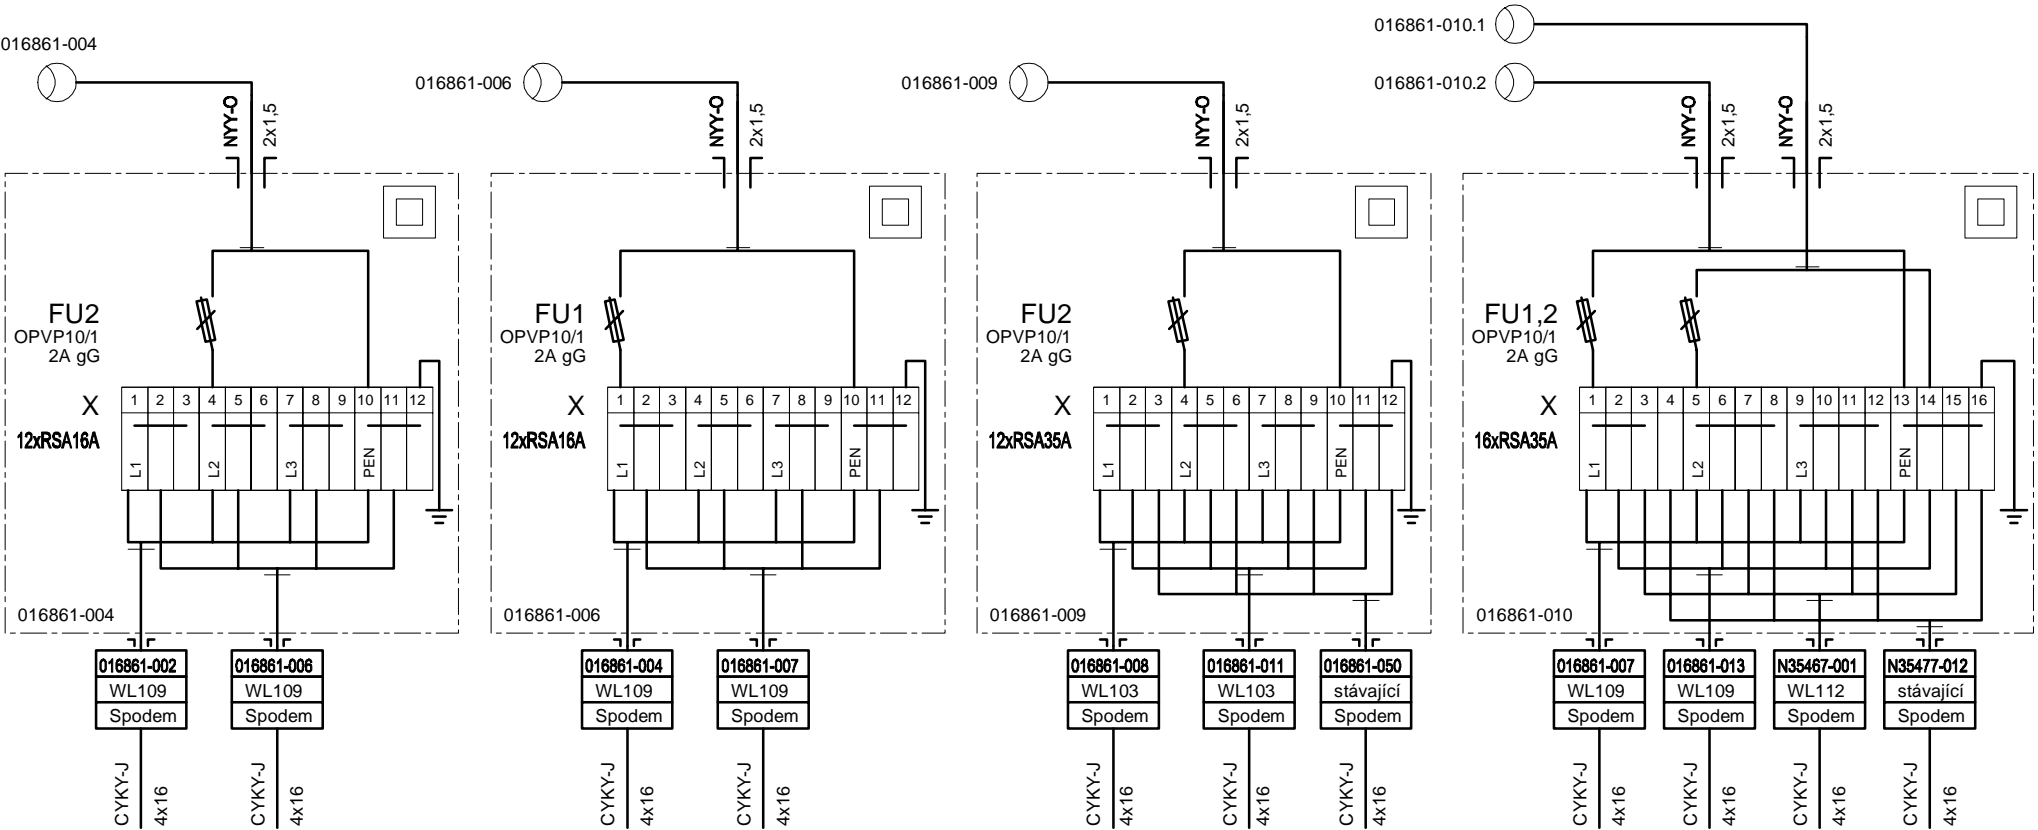 016861-004
NYY-O
2x1,5
FU2
OPVP10/1
2A gG
X
12xRSA16A
1 2 3 4 5 6 7 8 9 10 11 12
L1 L2 L3 PEN
016861-004
016861-002
WL109
Spodem
CYKY-J
4x16
016861-006
WL109
Spodem
CYKY-J
4x16
016861-006
NYY-O
2x1,5
FU1
OPVP10/1
2A gG
X
12xRSA16A
1 2 3 4 5 6 7 8 9 10 11 12
L1 L2 L3 PEN
016861-006
016861-004
WL109
Spodem
CYKY-J
4x16
016861-007
WL109
Spodem
CYKY-J
4x16
016861-009
NYY-O
2x1,5
FU2
OPVP10/1
2A gG
X
12xRSA35A
1 2 3 4 5 6 7 8 9 10 11 12
L1 L2 L3 PEN
016861-009
016861-008
WL103
Spodem
CYKY-J
4x16
016861-011
WL103
Spodem
CYKY-J
4x16
016861-050
stávající
Spodem
CYKY-J
4x16
016861-010.1
016861-010.2
NYY-O
2x1,5
NYY-O
2x1,5
FU1,2
OPVP10/1
2A gG
X
16xRSA35A
1 2 3 4 5 6 7 8 9 10 11 12 13 14 15 16
L1 L2 L3 PEN
016861-010
016861-007
WL109
Spodem
CYKY-J
4x16
016861-013
WL109
Spodem
CYKY-J
4x16
N35467-001
WL112
Spodem
CYKY-J
4x16
N35477-012
stávající
Spodem
CYKY-J
4x16